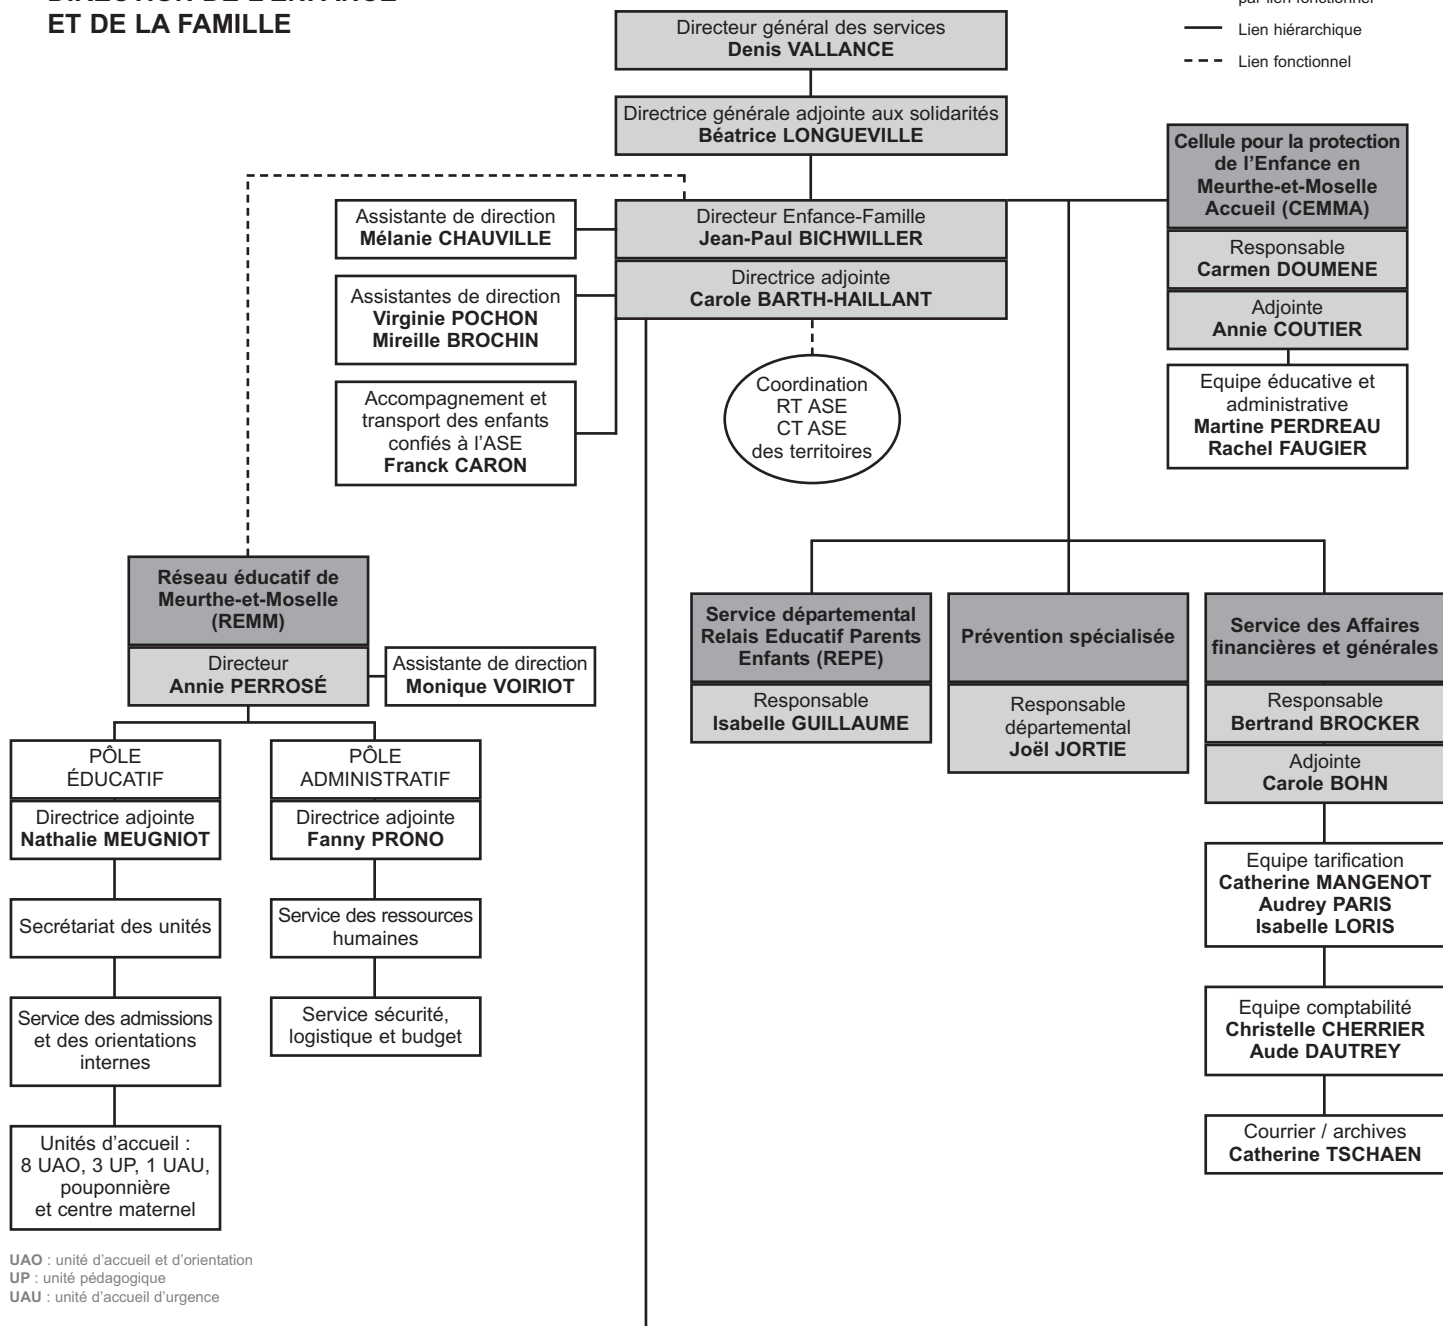 DIRECTION DE L'ENFANCE
ET DE LA FAMILLE
par lien fonctionnel
Lien hiérarchique
Lien fonctionnel
Directeur général des services
Denis VALLANCE
Directrice générale adjointe aux solidarités
Béatrice LONGUEVILLE
Cellule pour la protection
de l'Enfance en
Meurthe-et-Moselle
Accueil (CEMMA)
Responsable
Carmen DOUMENE
Adjointe
Annie COUTIER
Equipe éducative et
administrative
Martine PERDREAU
Rachel FAUGIER
Assistante de direction
Mélanie CHAUVILLE
Directeur Enfance-Famille
Jean-Paul BICHWILLER
Directrice adjointe
Carole BARTH-HAILLANT
Assistantes de direction
Virginie POCHON
Mireille BROCHIN
Accompagnement et
transport des enfants
confiés à l'ASE
Franck CARON
Coordination
RT ASE
CT ASE
des territoires
Réseau éducatif de
Meurthe-et-Moselle
(REMM)
Directeur
Annie PERROSÉ
Assistante de direction
Monique VOIRIOT
PÔLE
ÉDUCATIF
Directrice adjointe
Nathalie MEUGNIOT
Secrétariat des unités
Service des admissions
et des orientations
internes
Unités d'accueil :
8 UAO, 3 UP, 1 UAU,
pouponnière
et centre maternel
PÔLE
ADMINISTRATIF
Directrice adjointe
Fanny PRONO
Service des ressources
humaines
Service sécurité,
logistique et budget
Service départemental
Relais Educatif Parents
Enfants (REPE)
Responsable
Isabelle GUILLAUME
Prévention spécialisée
Responsable
départemental
Joël JORTIE
Service des Affaires
financières et générales
Responsable
Bertrand BROCKER
Adjointe
Carole BOHN
Equipe tarification
Catherine MANGENOT
Audrey PARIS
Isabelle LORIS
Equipe comptabilité
Christelle CHERRIER
Aude DAUTREY
Courrier / archives
Catherine TSCHAEN
UAO : unité d'accueil et d'orientation
UP : unité pédagogique
UAU : unité d'accueil d'urgence